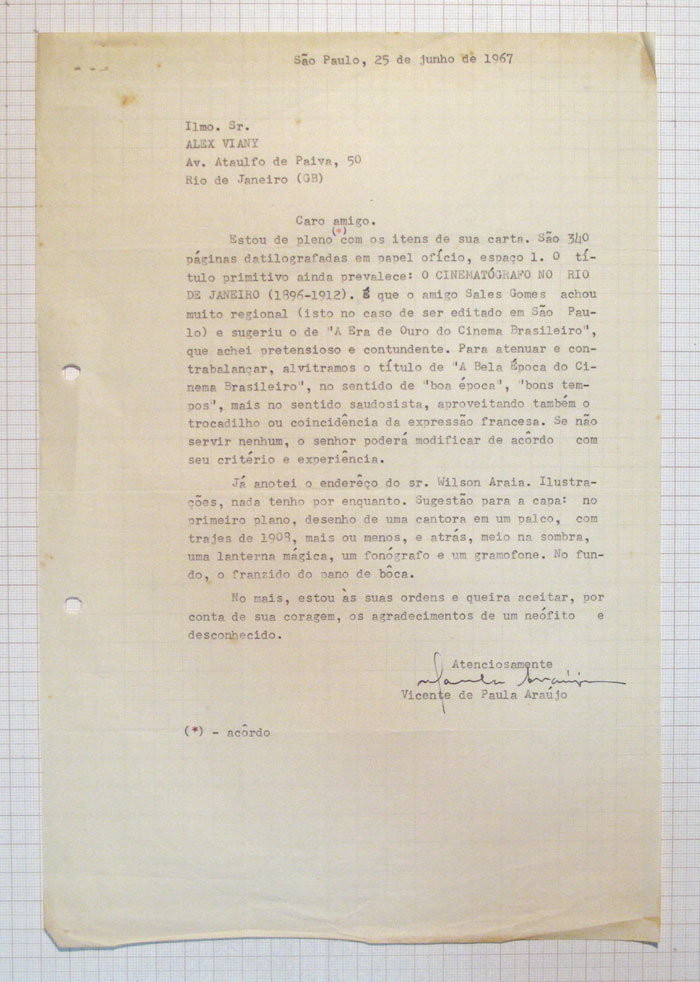 São Paulo, 25 de junho de 1967
Ilmo. Sr.
ALEX VIANY
Av. Ataulfo de Paiva, 50
Rio de Janeiro (GB)
Caro amigo.
(*)
Estou de pleno com os itens de sua carta. São 340
páginas datilografadas em papel ofício, espaço 1. O tí-
tulo primitivo ainda prevalece: O CINEMATÓGRAFO NO RIO
DE JANEIRO (1896-1912). É que o amigo Sales Gomes achou
muito regional (isto no caso de ser editado em São Pau-
lo) e sugeriu o de "A Era de Ouro do Cinema Brasileiro",
que achei pretensioso e contundente. Para atenuar e con-
trabalançar, alvitramos o título de "A Bela Época do Ci-
nema Brasileiro", no sentido de "boa época", "bons tem-
pos", mais no sentido saudosista, aproveitando também o
trocadilho ou coincidência da expressão francesa. Se não
servir nenhum, o senhor poderá modificar de acôrdo com
seu critério e experiência.
Já anotei o enderêço do sr. Wilson Araia. Ilustra-
ções, nada tenho por enquanto. Sugestão para a capa: no
primeiro plano, desenho de uma cantora em um palco, com
trajes de 1908, mais ou menos, e atrás, meio na sombra,
uma lanterna mágica, um fonógrafo e um gramofone. No fun-
do, o franzido do pano de bôca.
No mais, estou às suas ordens e queira aceitar, por
conta de sua coragem, os agradecimentos de um neófito e
desconhecido.
Atenciosamente
Paula Araújo
Vicente de Paula Araújo
(*) - acôrdo